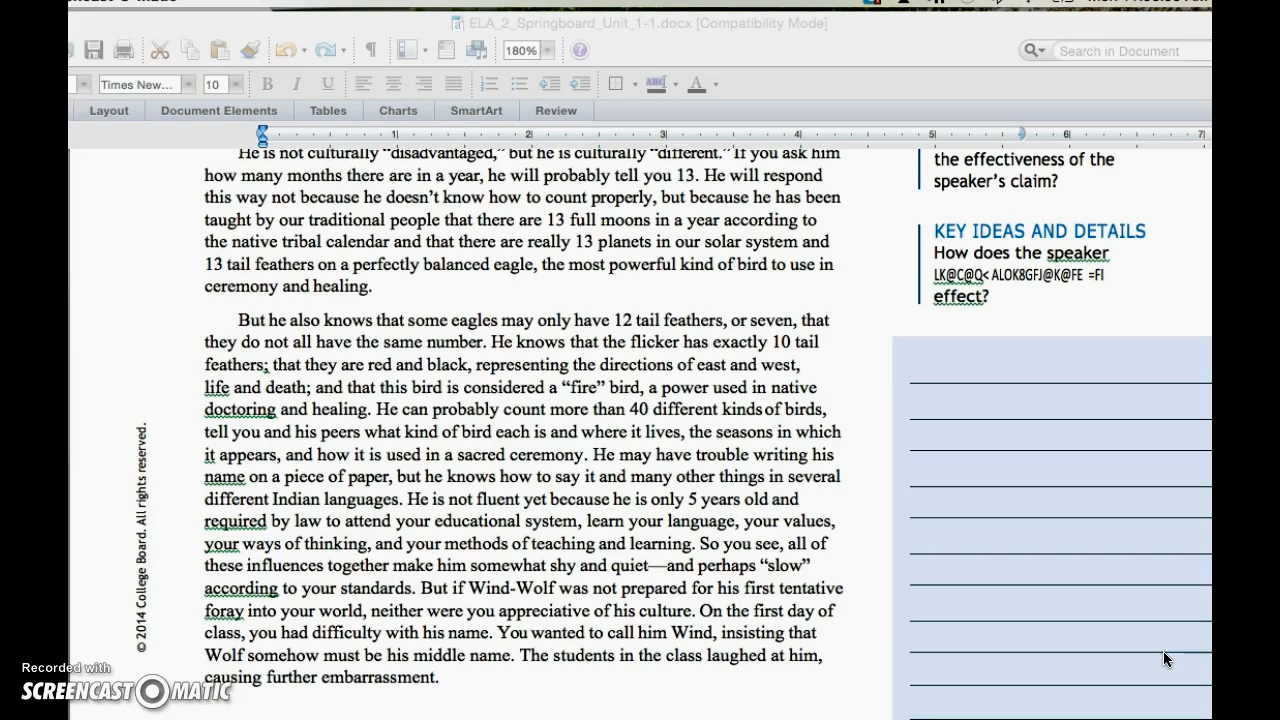 ELA_2_Springboard_Unit_1-1.docx [Compatibility Mode]
180%
Search in Document
Times New... 10 B I U ABC A
Layout Document Elements Tables Charts SmartArt Review
1 2 3 4 5 6 7
He is not culturally “disadvantaged,” but he is culturally “different.” If you ask him
how many months there are in a year, he will probably tell you 13. He will respond
this way not because he doesn’t know how to count properly, but because he has been
taught by our traditional people that there are 13 full moons in a year according to
the native tribal calendar and that there are really 13 planets in our solar system and
13 tail feathers on a perfectly balanced eagle, the most powerful kind of bird to use in
ceremony and healing.
But he also knows that some eagles may only have 12 tail feathers, or seven, that
they do not all have the same number. He knows that the flicker has exactly 10 tail
feathers; that they are red and black, representing the directions of east and west,
life and death; and that this bird is considered a “fire” bird, a power used in native
doctoring and healing. He can probably count more than 40 different kinds of birds,
tell you and his peers what kind of bird each is and where it lives, the seasons in which
it appears, and how it is used in a sacred ceremony. He may have trouble writing his
name on a piece of paper, but he knows how to say it and many other things in several
different Indian languages. He is not fluent yet because he is only 5 years old and
required by law to attend your educational system, learn your language, your values,
your ways of thinking, and your methods of teaching and learning. So you see, all of
these influences together make him somewhat shy and quiet—and perhaps “slow”
according to your standards. But if Wind-Wolf was not prepared for his first tentative
foray into your world, neither were you appreciative of his culture. On the first day of
class, you had difficulty with his name. You wanted to call him Wind, insisting that
Wolf somehow must be his middle name. The students in the class laughed at him,
causing further embarrassment.
the effectiveness of the
speaker’s claim?
KEY IDEAS AND DETAILS
How does the speaker
LK@C@Q< ALOK8GFJ@K@FE =FI
effect?
© 2014 College Board. All rights reserved.
Recorded with
SCREENCAST-O-MATIC